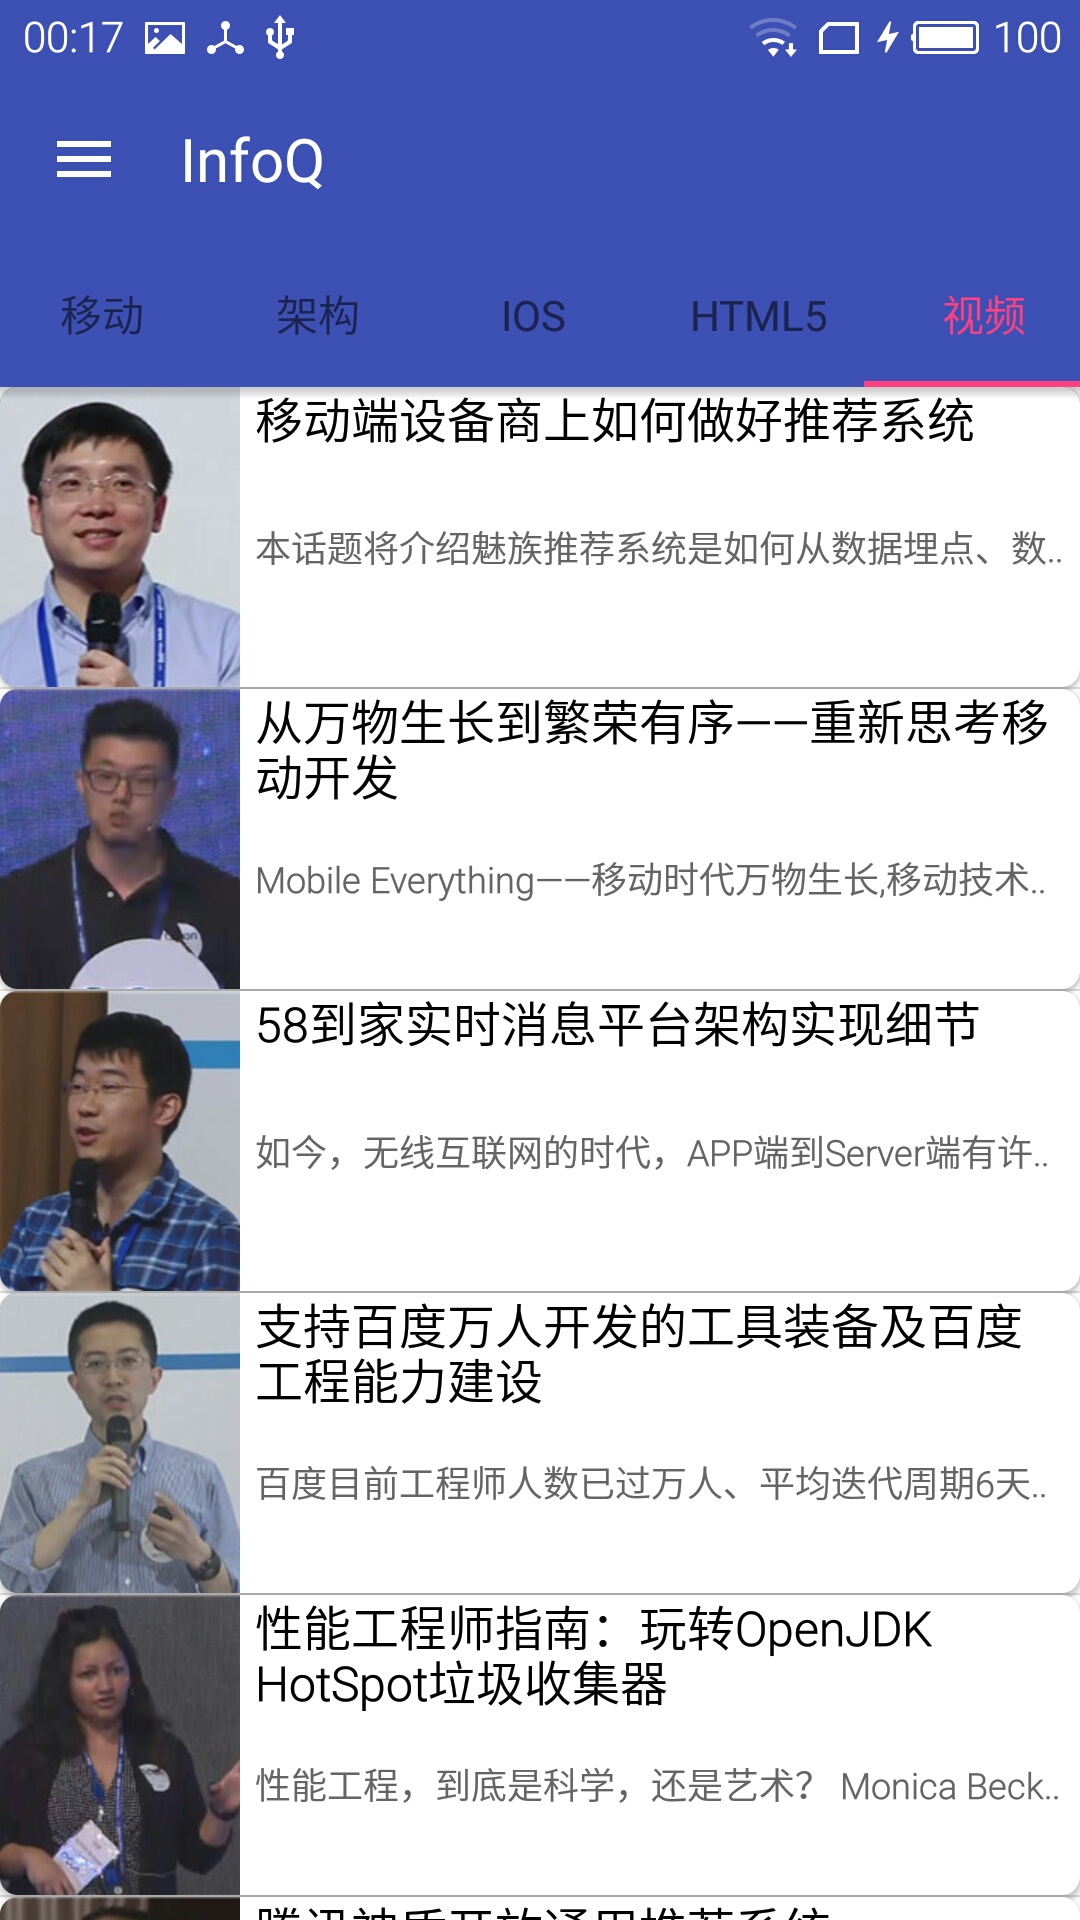 00:17 100
InfoQ
移动 架构 IOS HTML5 视频
移动端设备商上如何做好推荐系统
本话题将介绍魅族推荐系统是如何从数据埋点、数..
从万物生长到繁荣有序——重新思考移
动开发
Mobile Everything——移动时代万物生长,移动技术..
58到家实时消息平台架构实现细节
如今，无线互联网的时代，APP端到Server端有许..
支持百度万人开发的工具装备及百度
工程能力建设
百度目前工程师人数已过万人、平均迭代周期6天..
性能工程师指南：玩转OpenJDK
HotSpot垃圾收集器
性能工程，到底是科学，还是艺术？ Monica Beck..